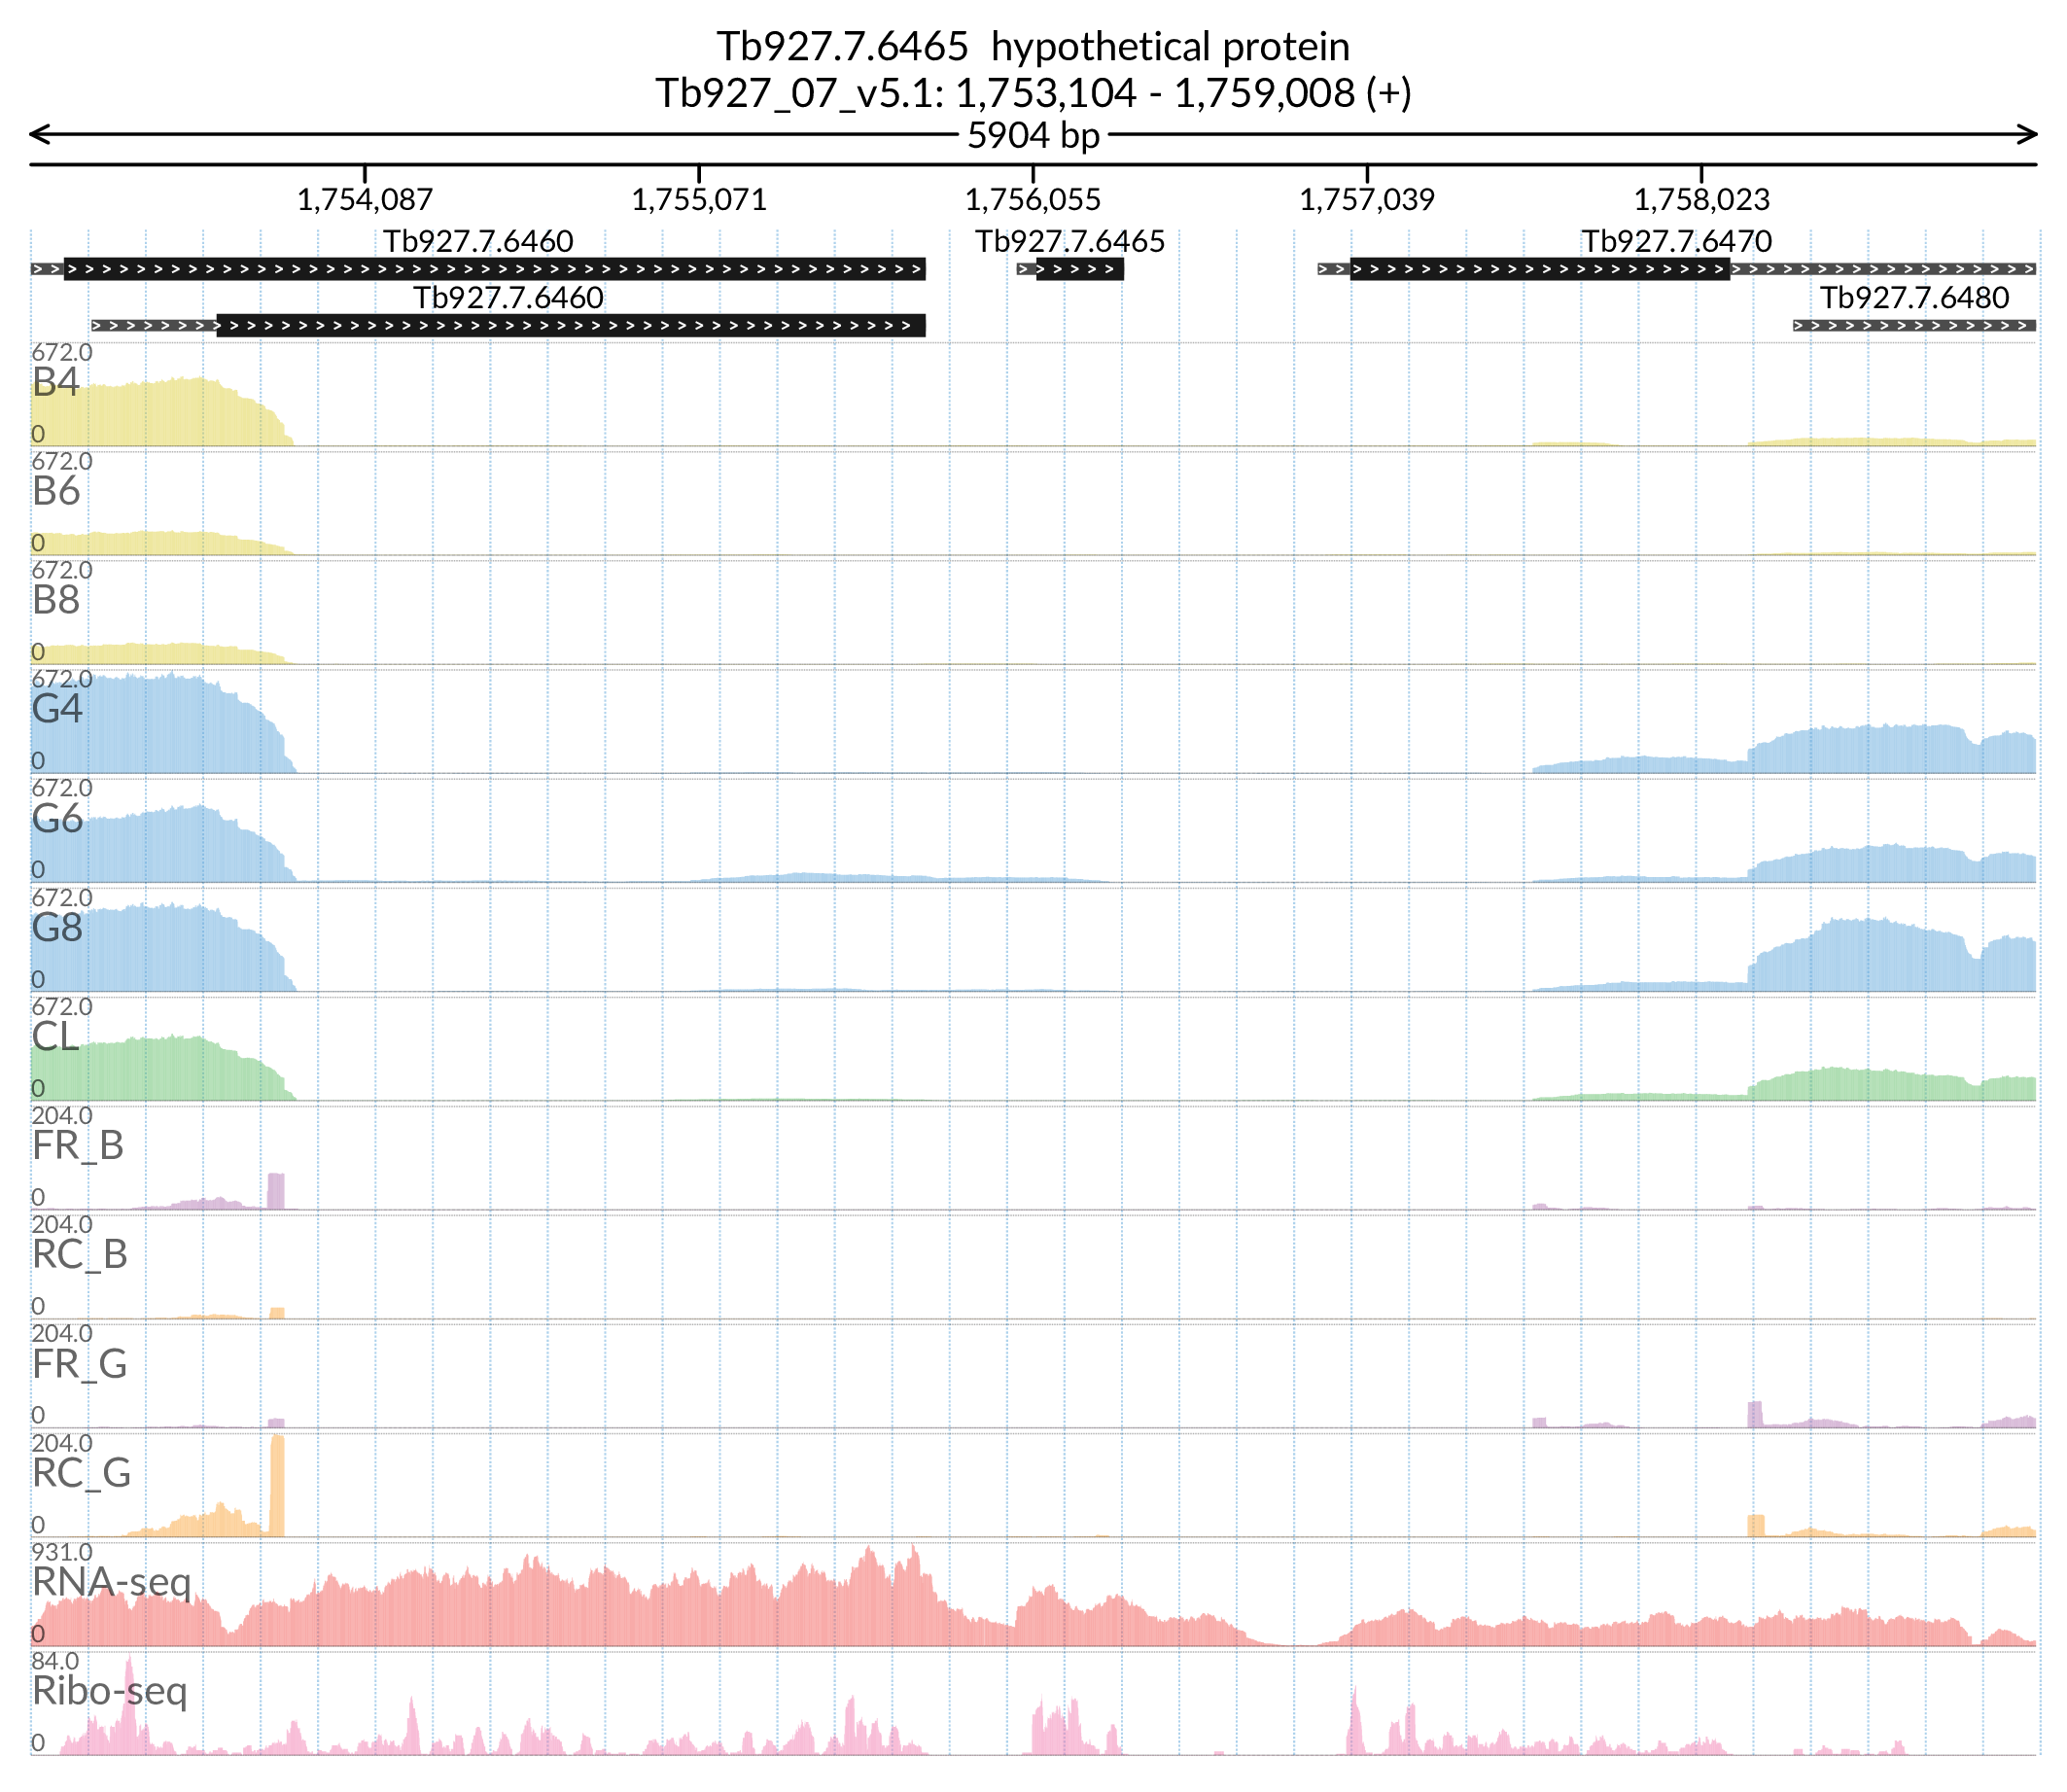 Tb927.7.6465  hypothetical protein
Tb927_07_v5.1: 1,753,104 - 1,759,008 (+)
5904 bp
1,754,087 1,755,071 1,756,055 1,757,039 1,758,023
Tb927.7.6460 Tb927.7.6465 Tb927.7.6470
Tb927.7.6460 Tb927.7.6480
672.0
B4
0
672.0
B6
0
672.0
B8
0
672.0
G4
0
672.0
G6
0
672.0
G8
0
672.0
CL
0
204.0
FR_B
0
204.0
RC_B
0
204.0
FR_G
0
204.0
RC_G
0
931.0
RNA-seq
0
84.0
Ribo-seq
0